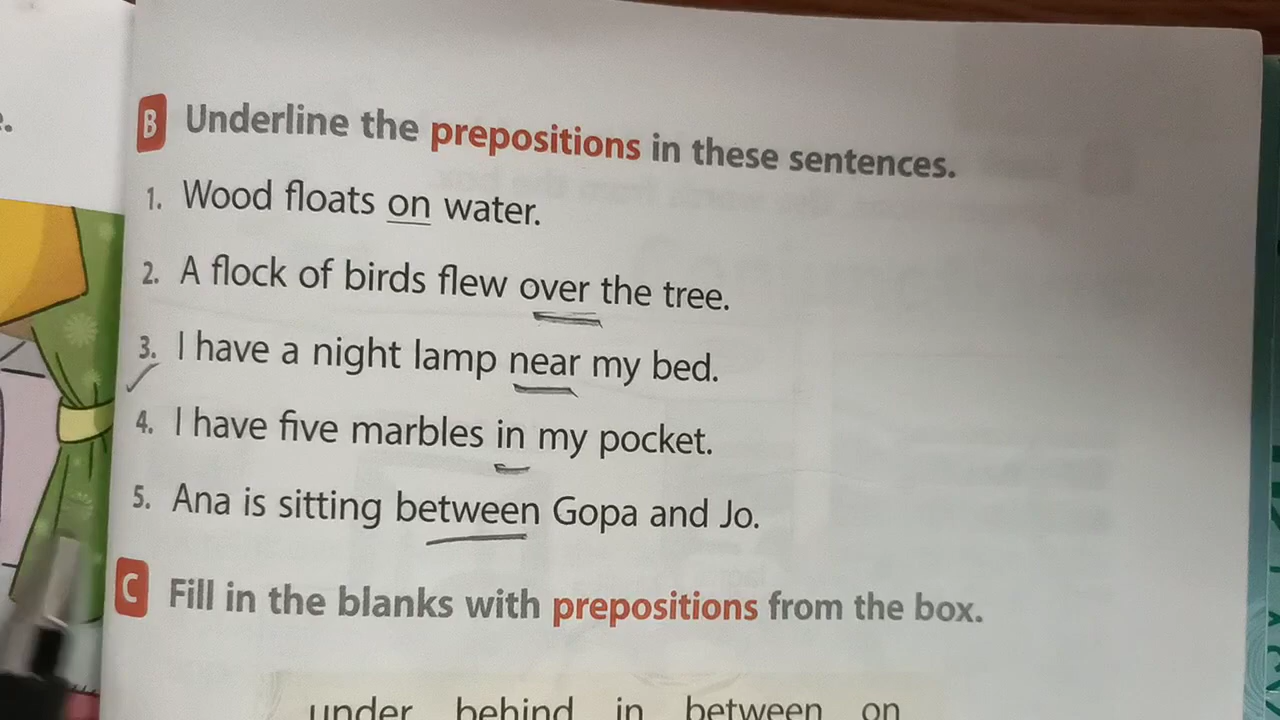 B Underline the prepositions in these sentences.
1. Wood floats on water.
2. A flock of birds flew over the tree.
3. I have a night lamp near my bed.
4. I have five marbles in my pocket.
5. Ana is sitting between Gopa and Jo.
C Fill in the blanks with prepositions from the box.
under behind in between on